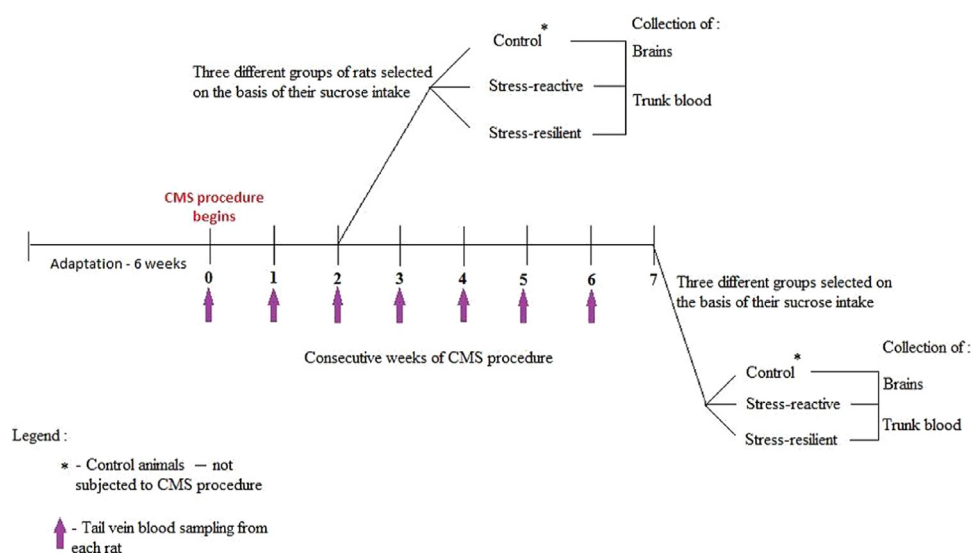 Collection of :
Control*
Brains
Three different groups of rats selected
on the basis of their sucrose intake
Stress-reactive
Trunk blood
Stress-resilient
CMS procedure
begins
Adaptation - 6 weeks
0 1 2 3 4 5 6 7
Three different groups selected on
the basis of their sucrose intake
Consecutive weeks of CMS procedure
Collection of :
Control*
Brains
Stress-reactive
Trunk blood
Stress-resilient
Legend :
* - Control animals — not
subjected to CMS procedure
- Tail vein blood sampling from
each rat